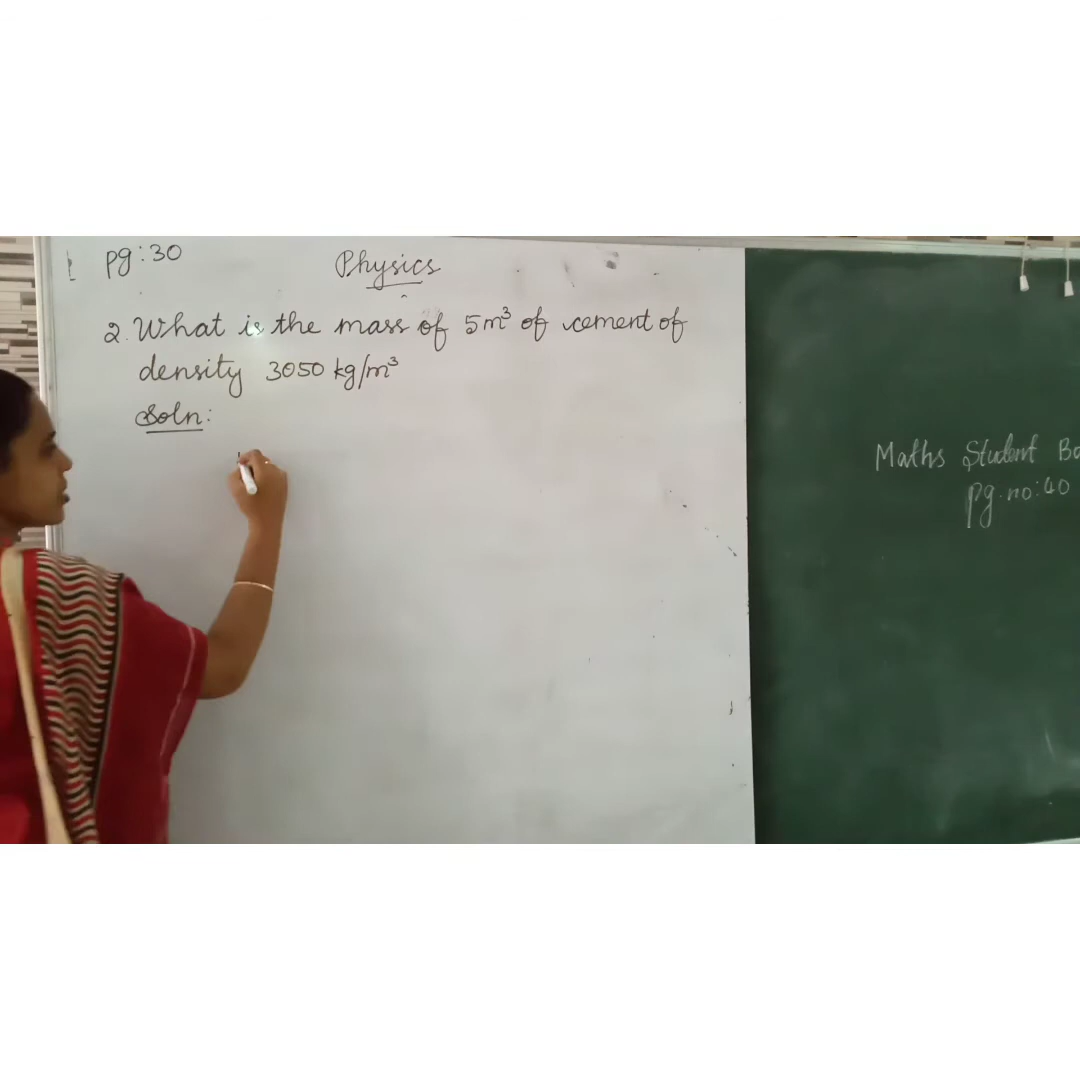 pg:30
Physics
2. What is the mass of 5m³ of cement of
density 3050 kg/m³
Soln:
Maths Student Bo
pg.no:40